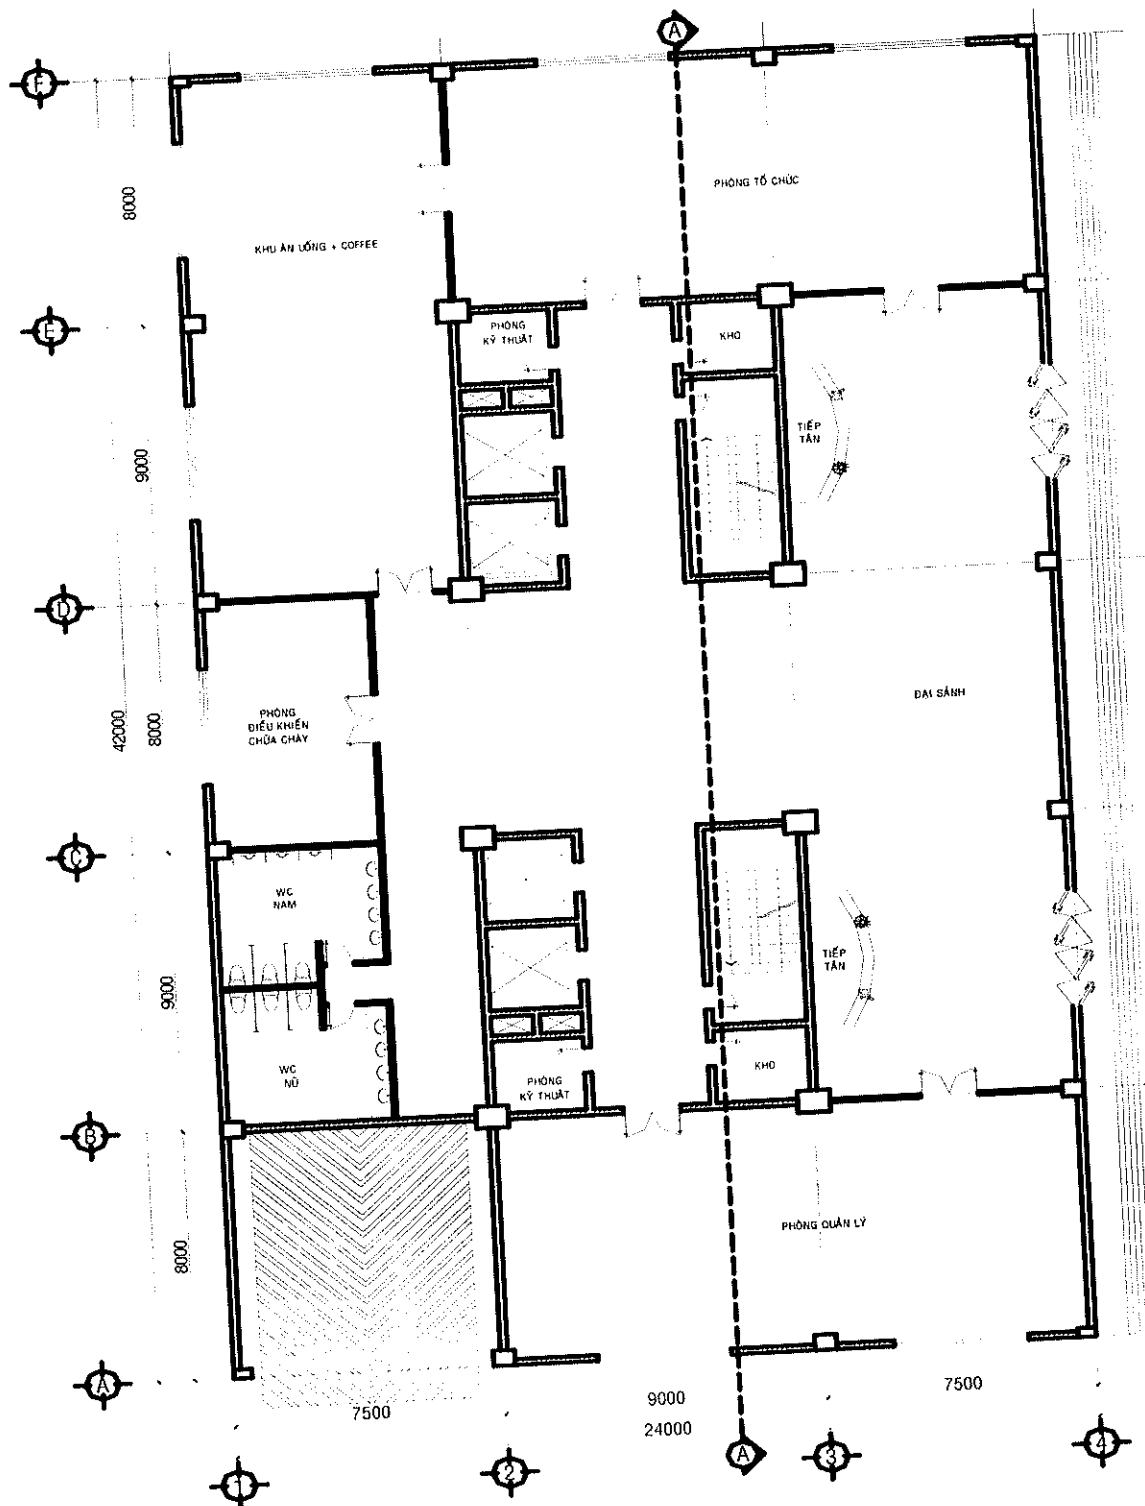 A
F
8000
PHÒNG TỔ CHỨC
KHU ĂN UỐNG + COFFEE
E
PHÒNG
KỸ THUẬT
KHO
TIẾP
TÂN
9000
D
42000
8000
PHÒNG
ĐIỀU KHIỂN
CHỮA CHÁY
ĐẠI SẢNH
C
WC
NAM
TIẾP
TÂN
9000
WC
NỮ
PHÒNG
KỸ THUẬT
KHO
B
PHÒNG QUẢN LÝ
8000
A
7500
9000
7500
24000
1
2
A
3
4